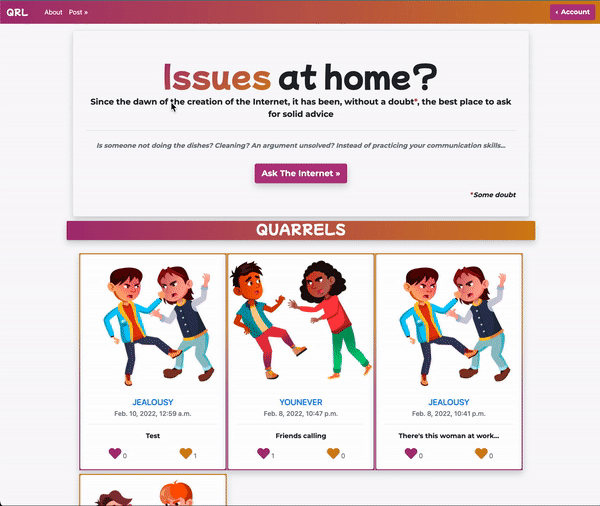 QRL
About Post »
‹ Account
Issues at home?
Since the dawn of the creation of the Internet, it has been, without a doubt*, the best place to ask
for solid advice
Is someone not doing the dishes? Cleaning? An argument unsolved? Instead of practicing your communication skills...
Ask The Internet »
*Some doubt
QUARRELS
JEALOUSY
Feb. 10, 2022, 12:59 a.m.
Test
0 1
YOUNEVER
Feb. 8, 2022, 10:47 p.m.
Friends calling
1 0
JEALOUSY
Feb. 8, 2022, 10:41 p.m.
There's this woman at work...
0 0